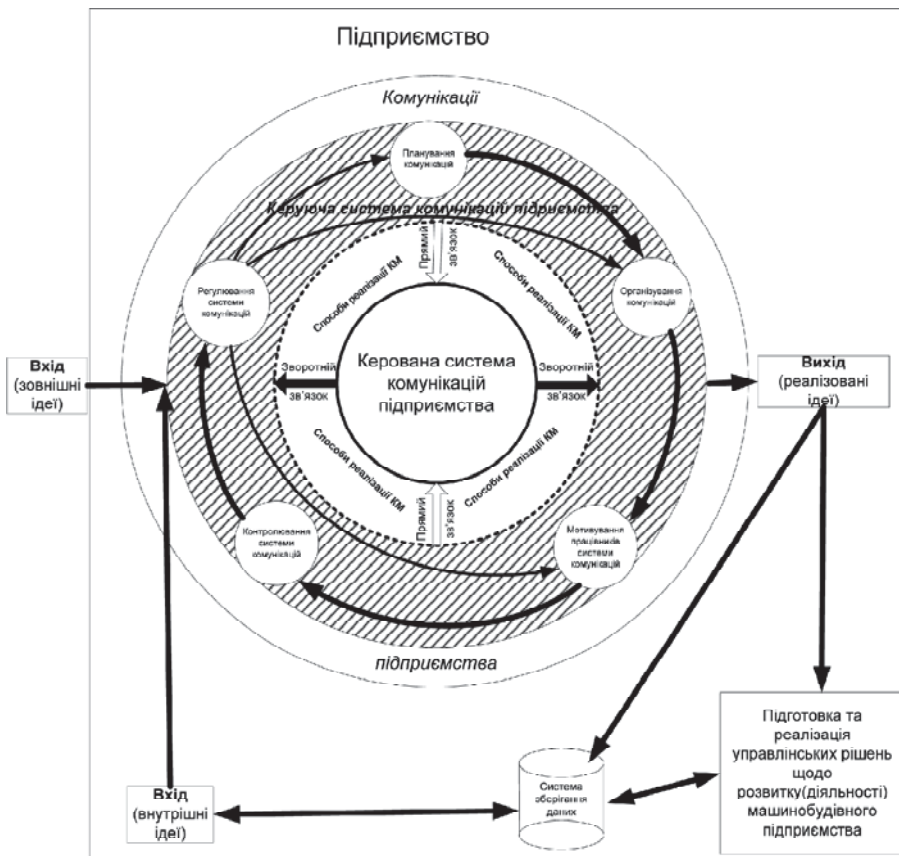 Підприємство
Комунікації
Планування
комунікацій
Керуюча система комунікацій підприємства
Прямий
зв'язок
Способи реалізації КМ
Способи реалізації КМ
Регулювання
системи
комунікацій
Організування
комунікацій
Вхід
(зовнішні
ідеї)
Зворотній
зв'язок
Керована система
комунікацій
підприємства
Зворотній
зв'язок
Вихід
(реалізовані
ідеї)
Способи реалізації КМ
Способи реалізації КМ
Прямий
зв'язок
Контролювання
системи
комунікацій
Мотивування
працівників
системи
комунікацій
підприємства
Вхід
(внутрішні
ідеї)
Система
зберігення
даних
Підготовка та
реалізація
управлінських рішень
щодо
розвитку(діяльності)
машинобудівного
підприємства